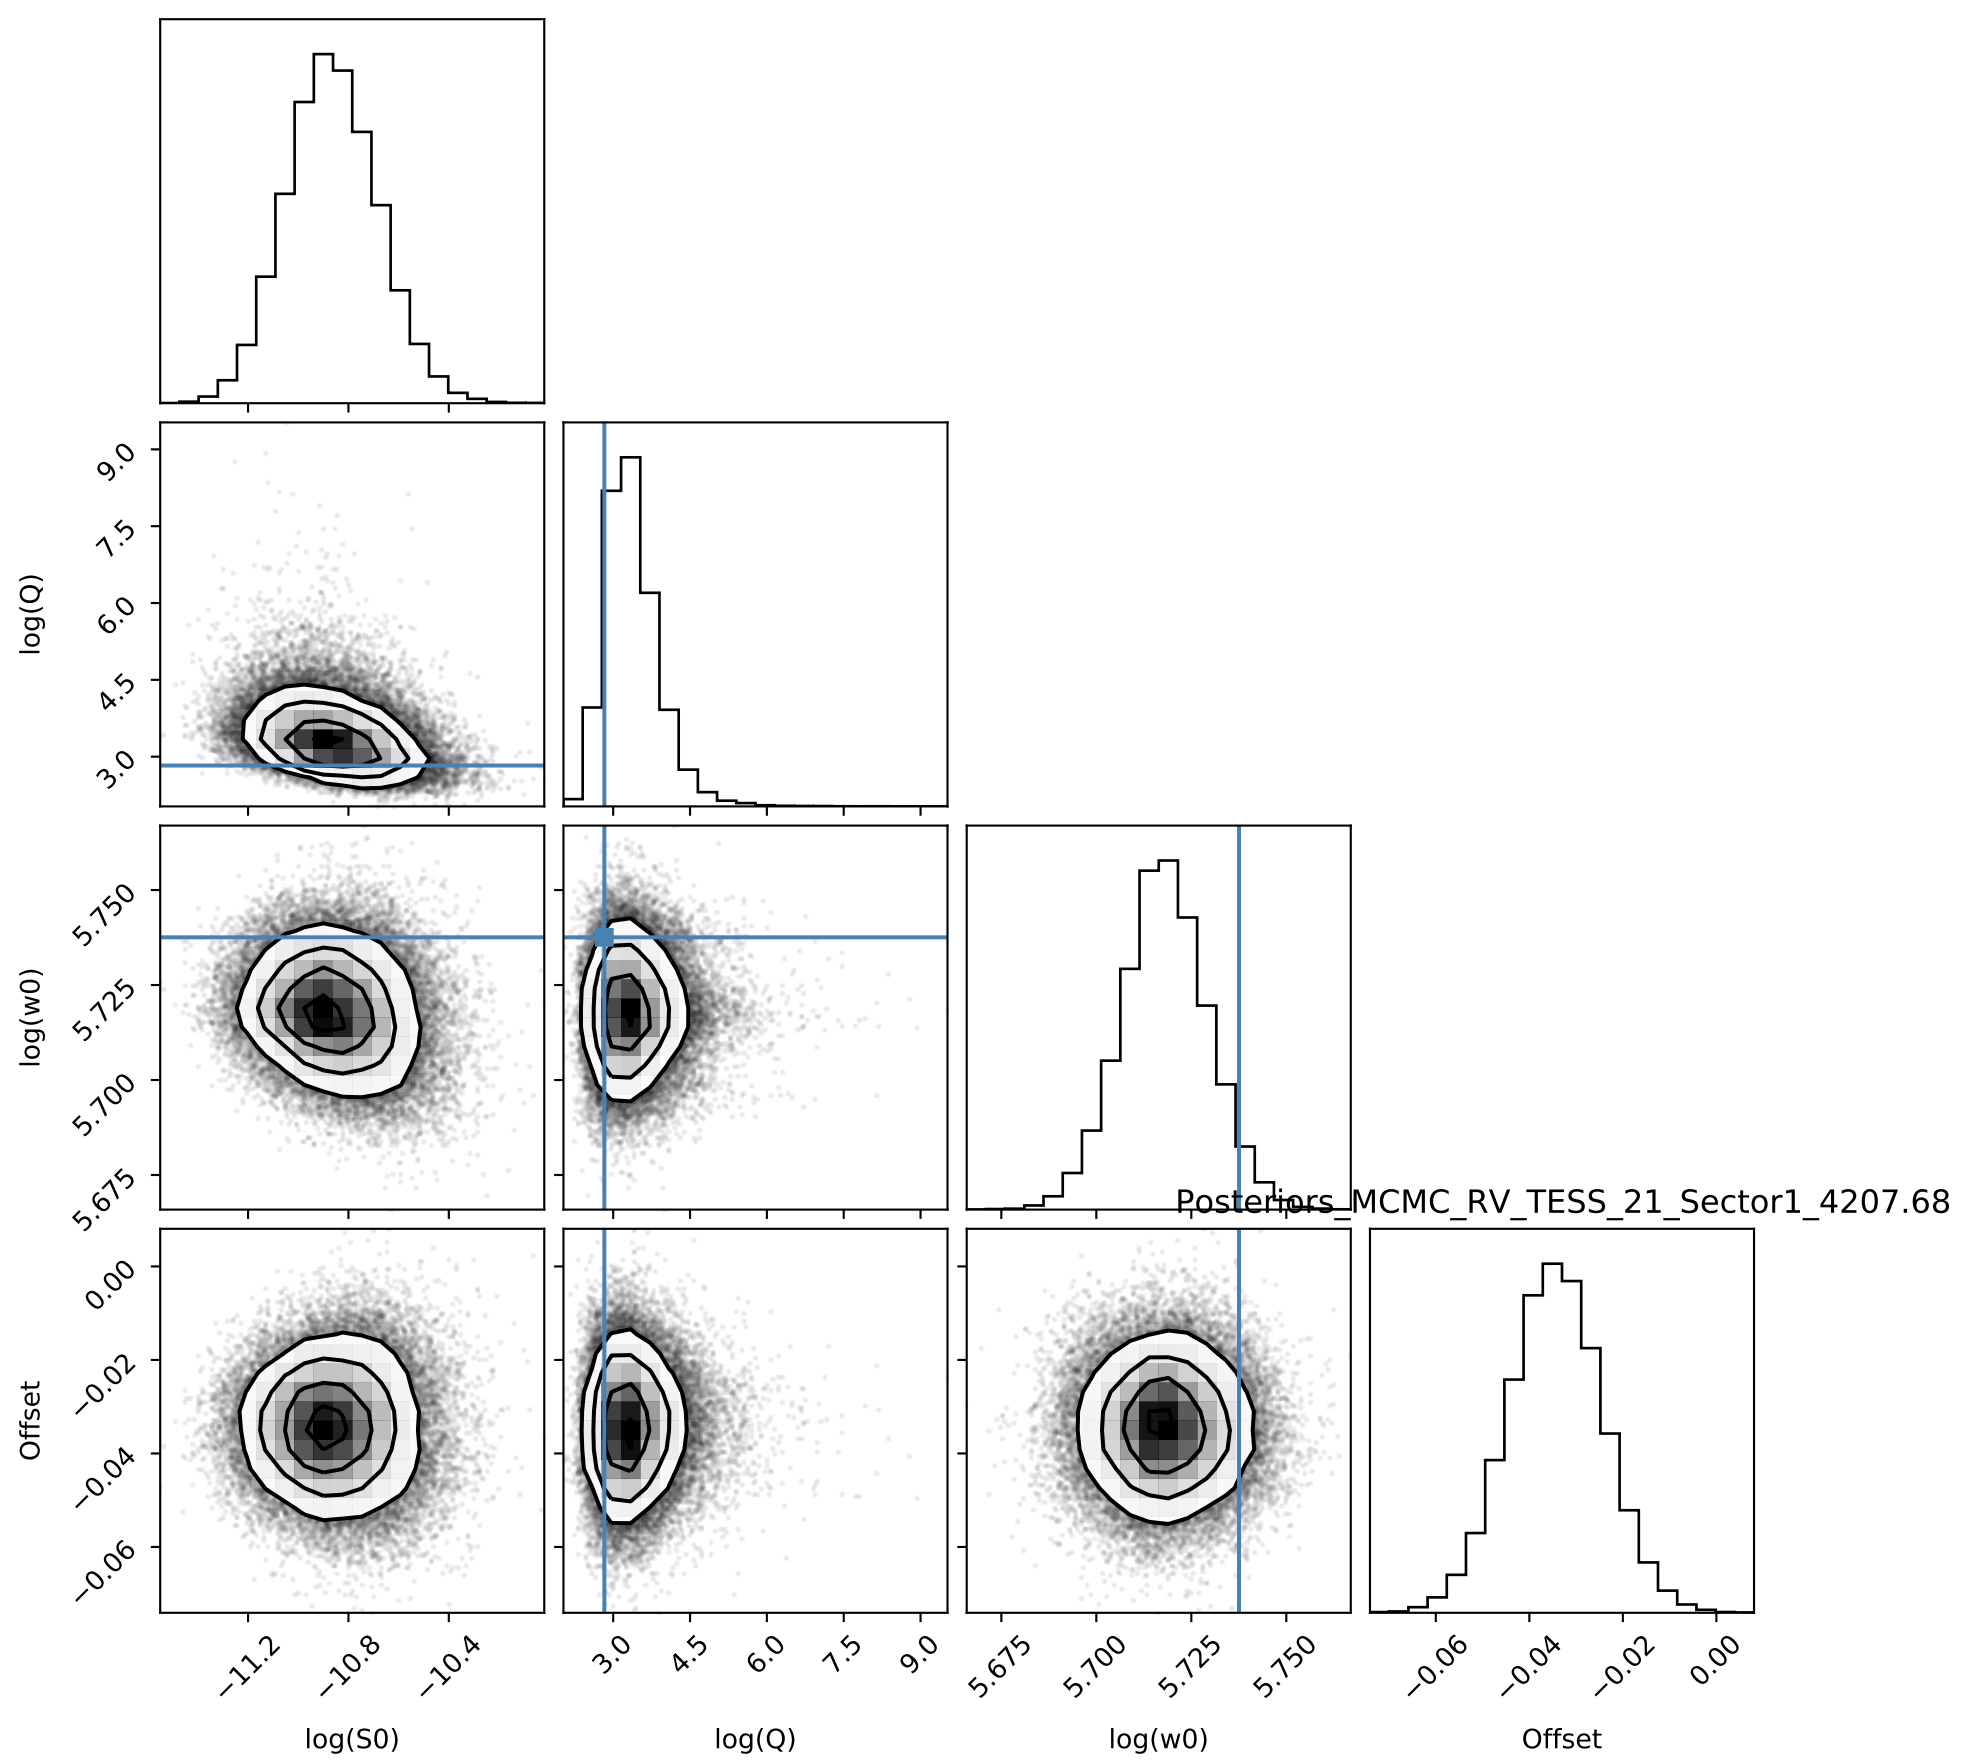 9.0
7.5
6.0
4.5
3.0
log(Q)
5.750
5.725
5.700
5.675
log(w0)
Posteriors_MCMC_RV_TESS_21_Sector1_4207.68
0.00
−0.02
−0.04
−0.06
Offset
−11.2 −10.8 −10.4 3.0 4.5 6.0 7.5 9.0 5.675 5.700 5.725 5.750 −0.06 −0.04 −0.02 0.00
log(S0) log(Q) log(w0) Offset